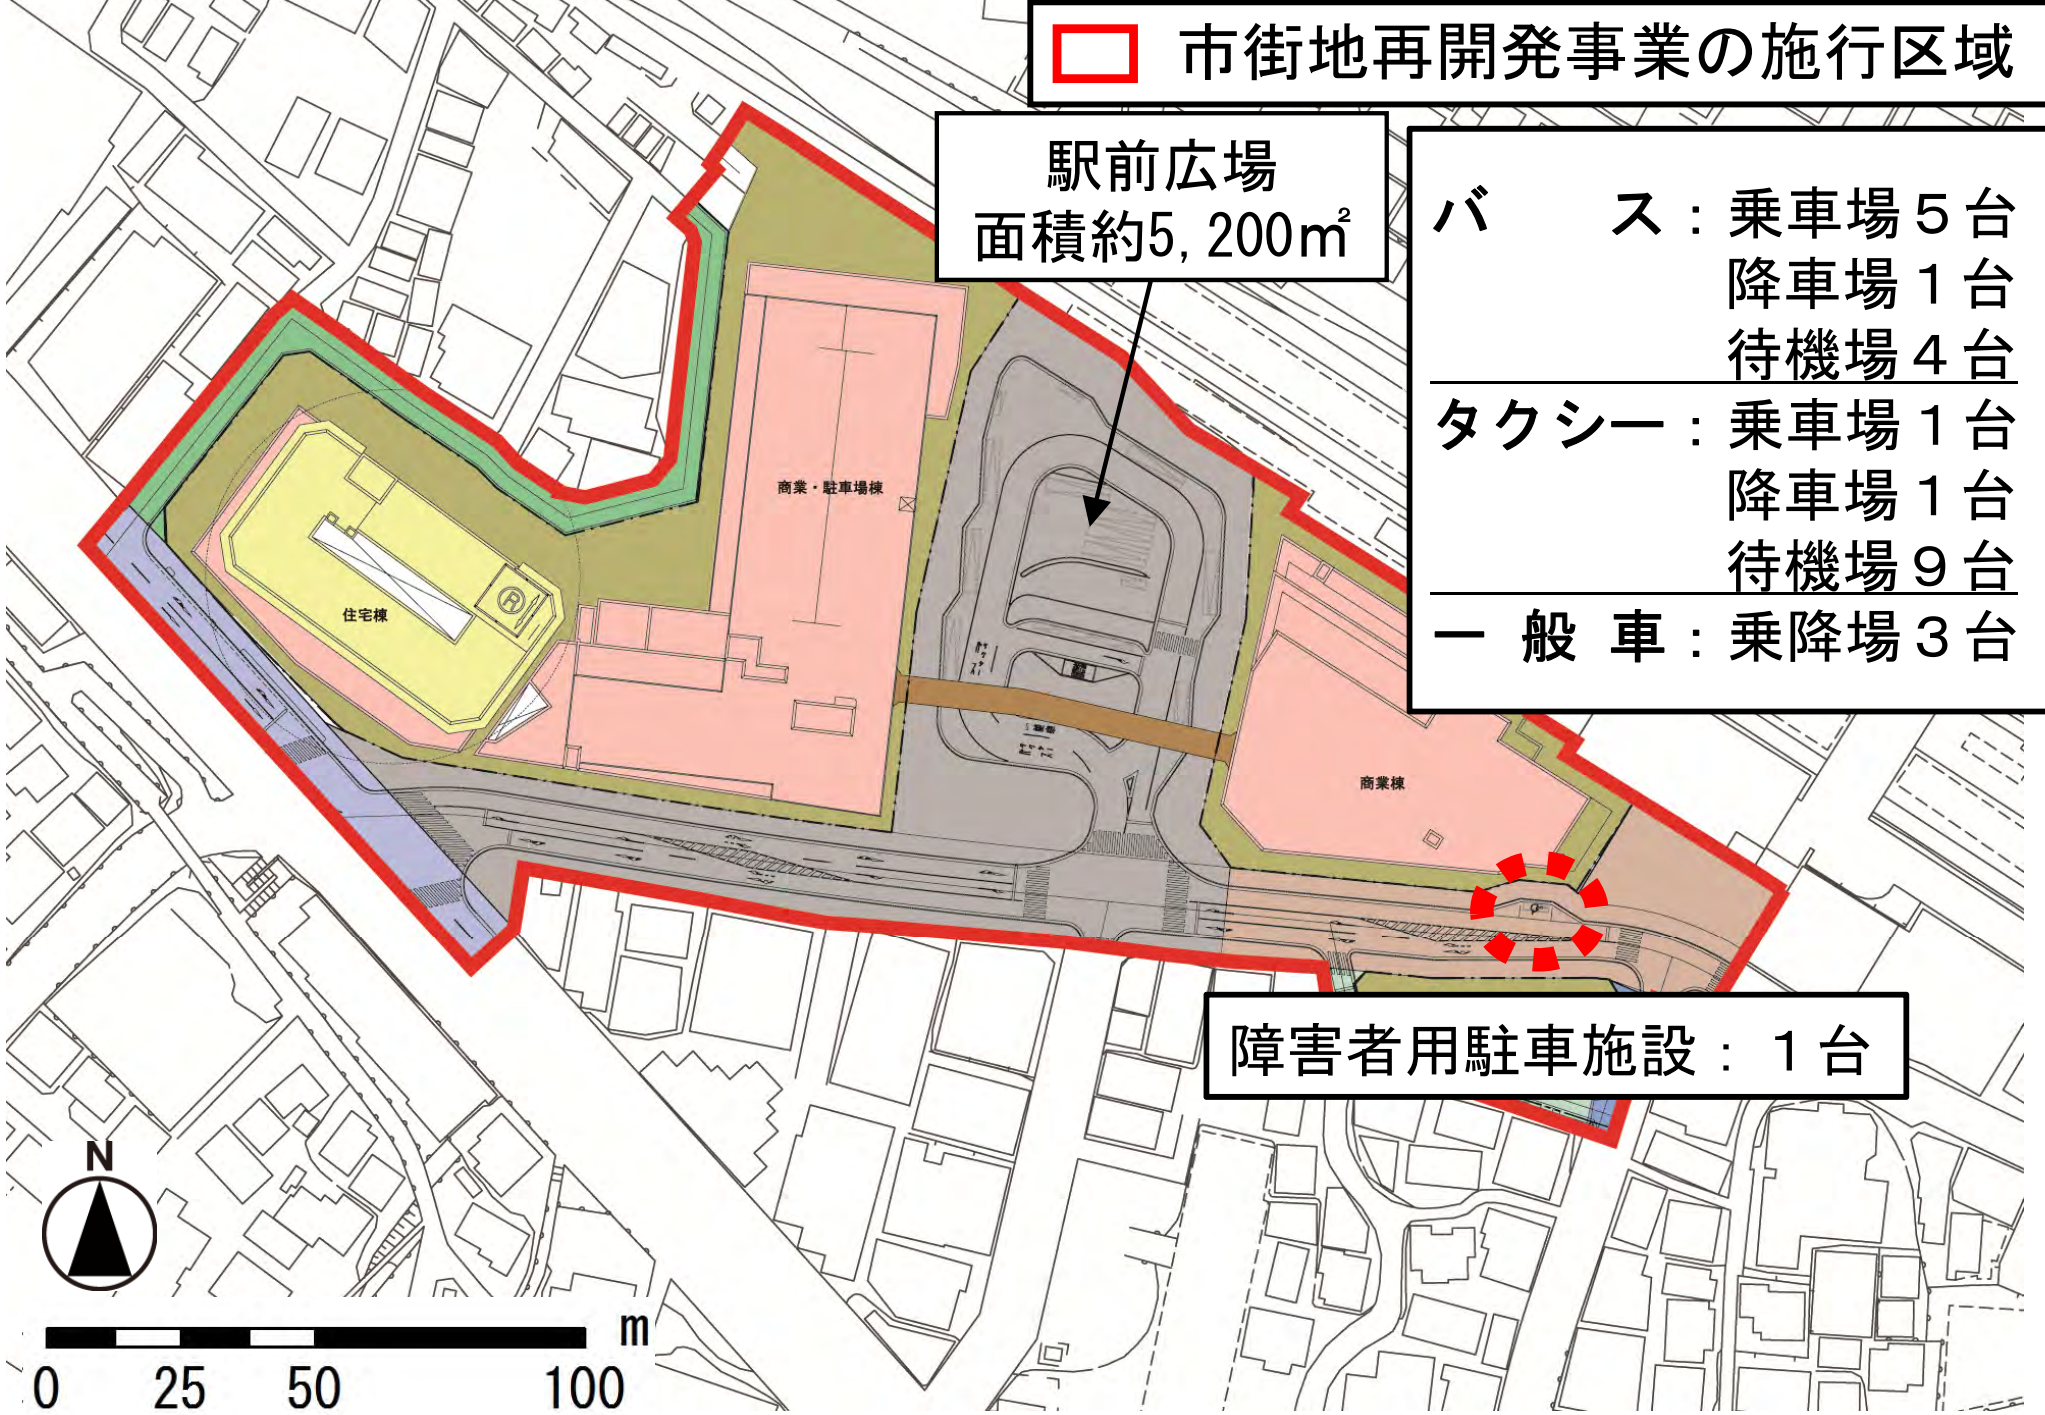 市街地再開発事業の施行区域
駅前広場
面積約5,200㎡
バス：乗車場５台
降車場１台
待機場４台
タクシー：乗車場１台
降車場１台
待機場９台
一般車：乗降場３台
商業・駐車場棟
住宅棟
R
商業棟
障害者用駐車施設：１台
N
m
0 25 50 100